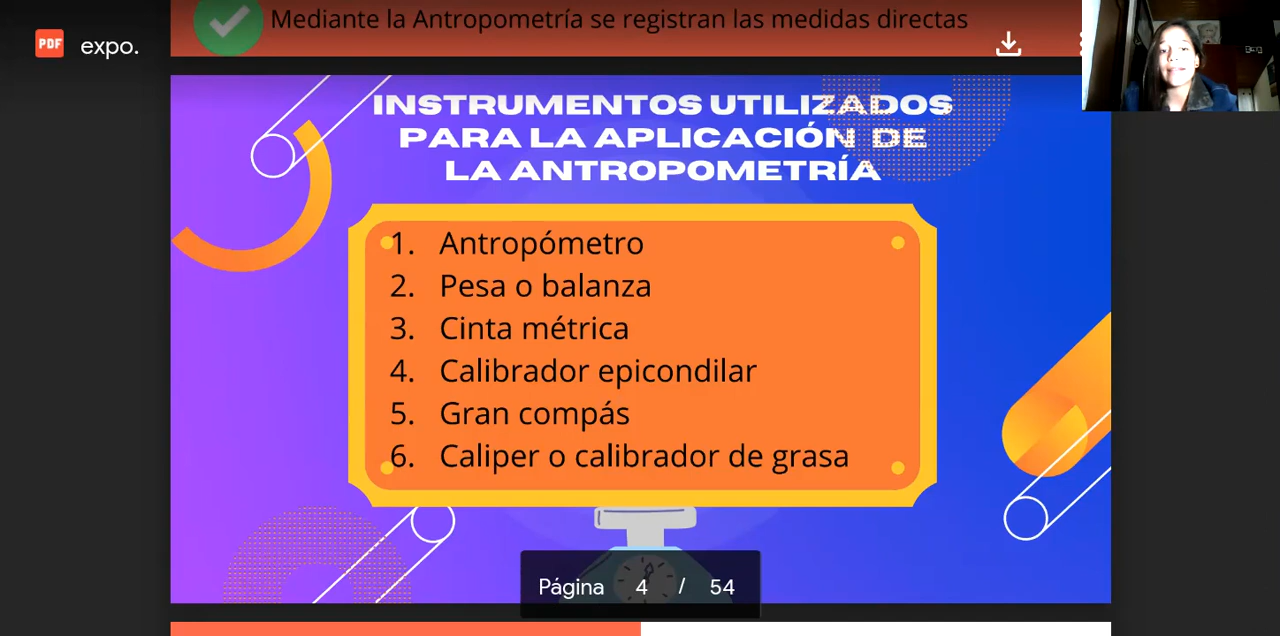 Mediante la Antropometría se registran las medidas directas
PDF expo.
INSTRUMENTOS UTILIZADOS
PARA LA APLICACIÓN DE
LA ANTROPOMETRÍA
1. Antropómetro
2. Pesa o balanza
3. Cinta métrica
4. Calibrador epicondilar
5. Gran compás
6. Caliper o calibrador de grasa
Página 4 / 54